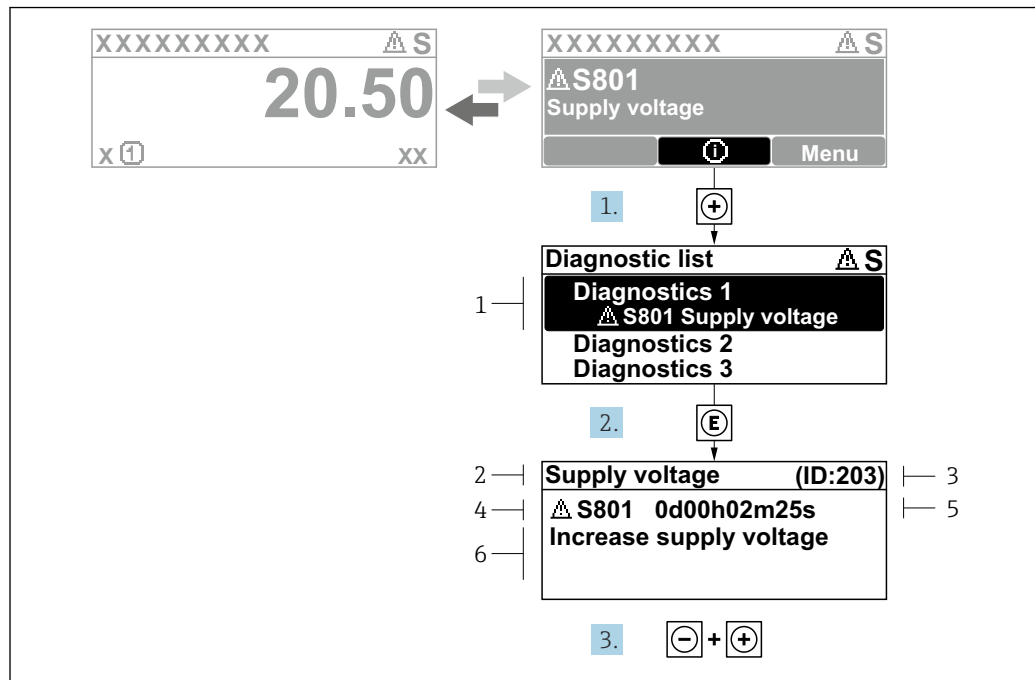 XXXXXXXXX ⚠ S
20.50
x ① xx
XXXXXXXXX ⚠ S
⚠ S801
Supply voltage
ⓘ Menu
1. +
Diagnostic list ⚠ S
1 Diagnostics 1
⚠ S801 Supply voltage
Diagnostics 2
Diagnostics 3
2. E
2 Supply voltage (ID:203) 3
4 ⚠ S801 0d00h02m25s 5
6 Increase supply voltage
3. - + +